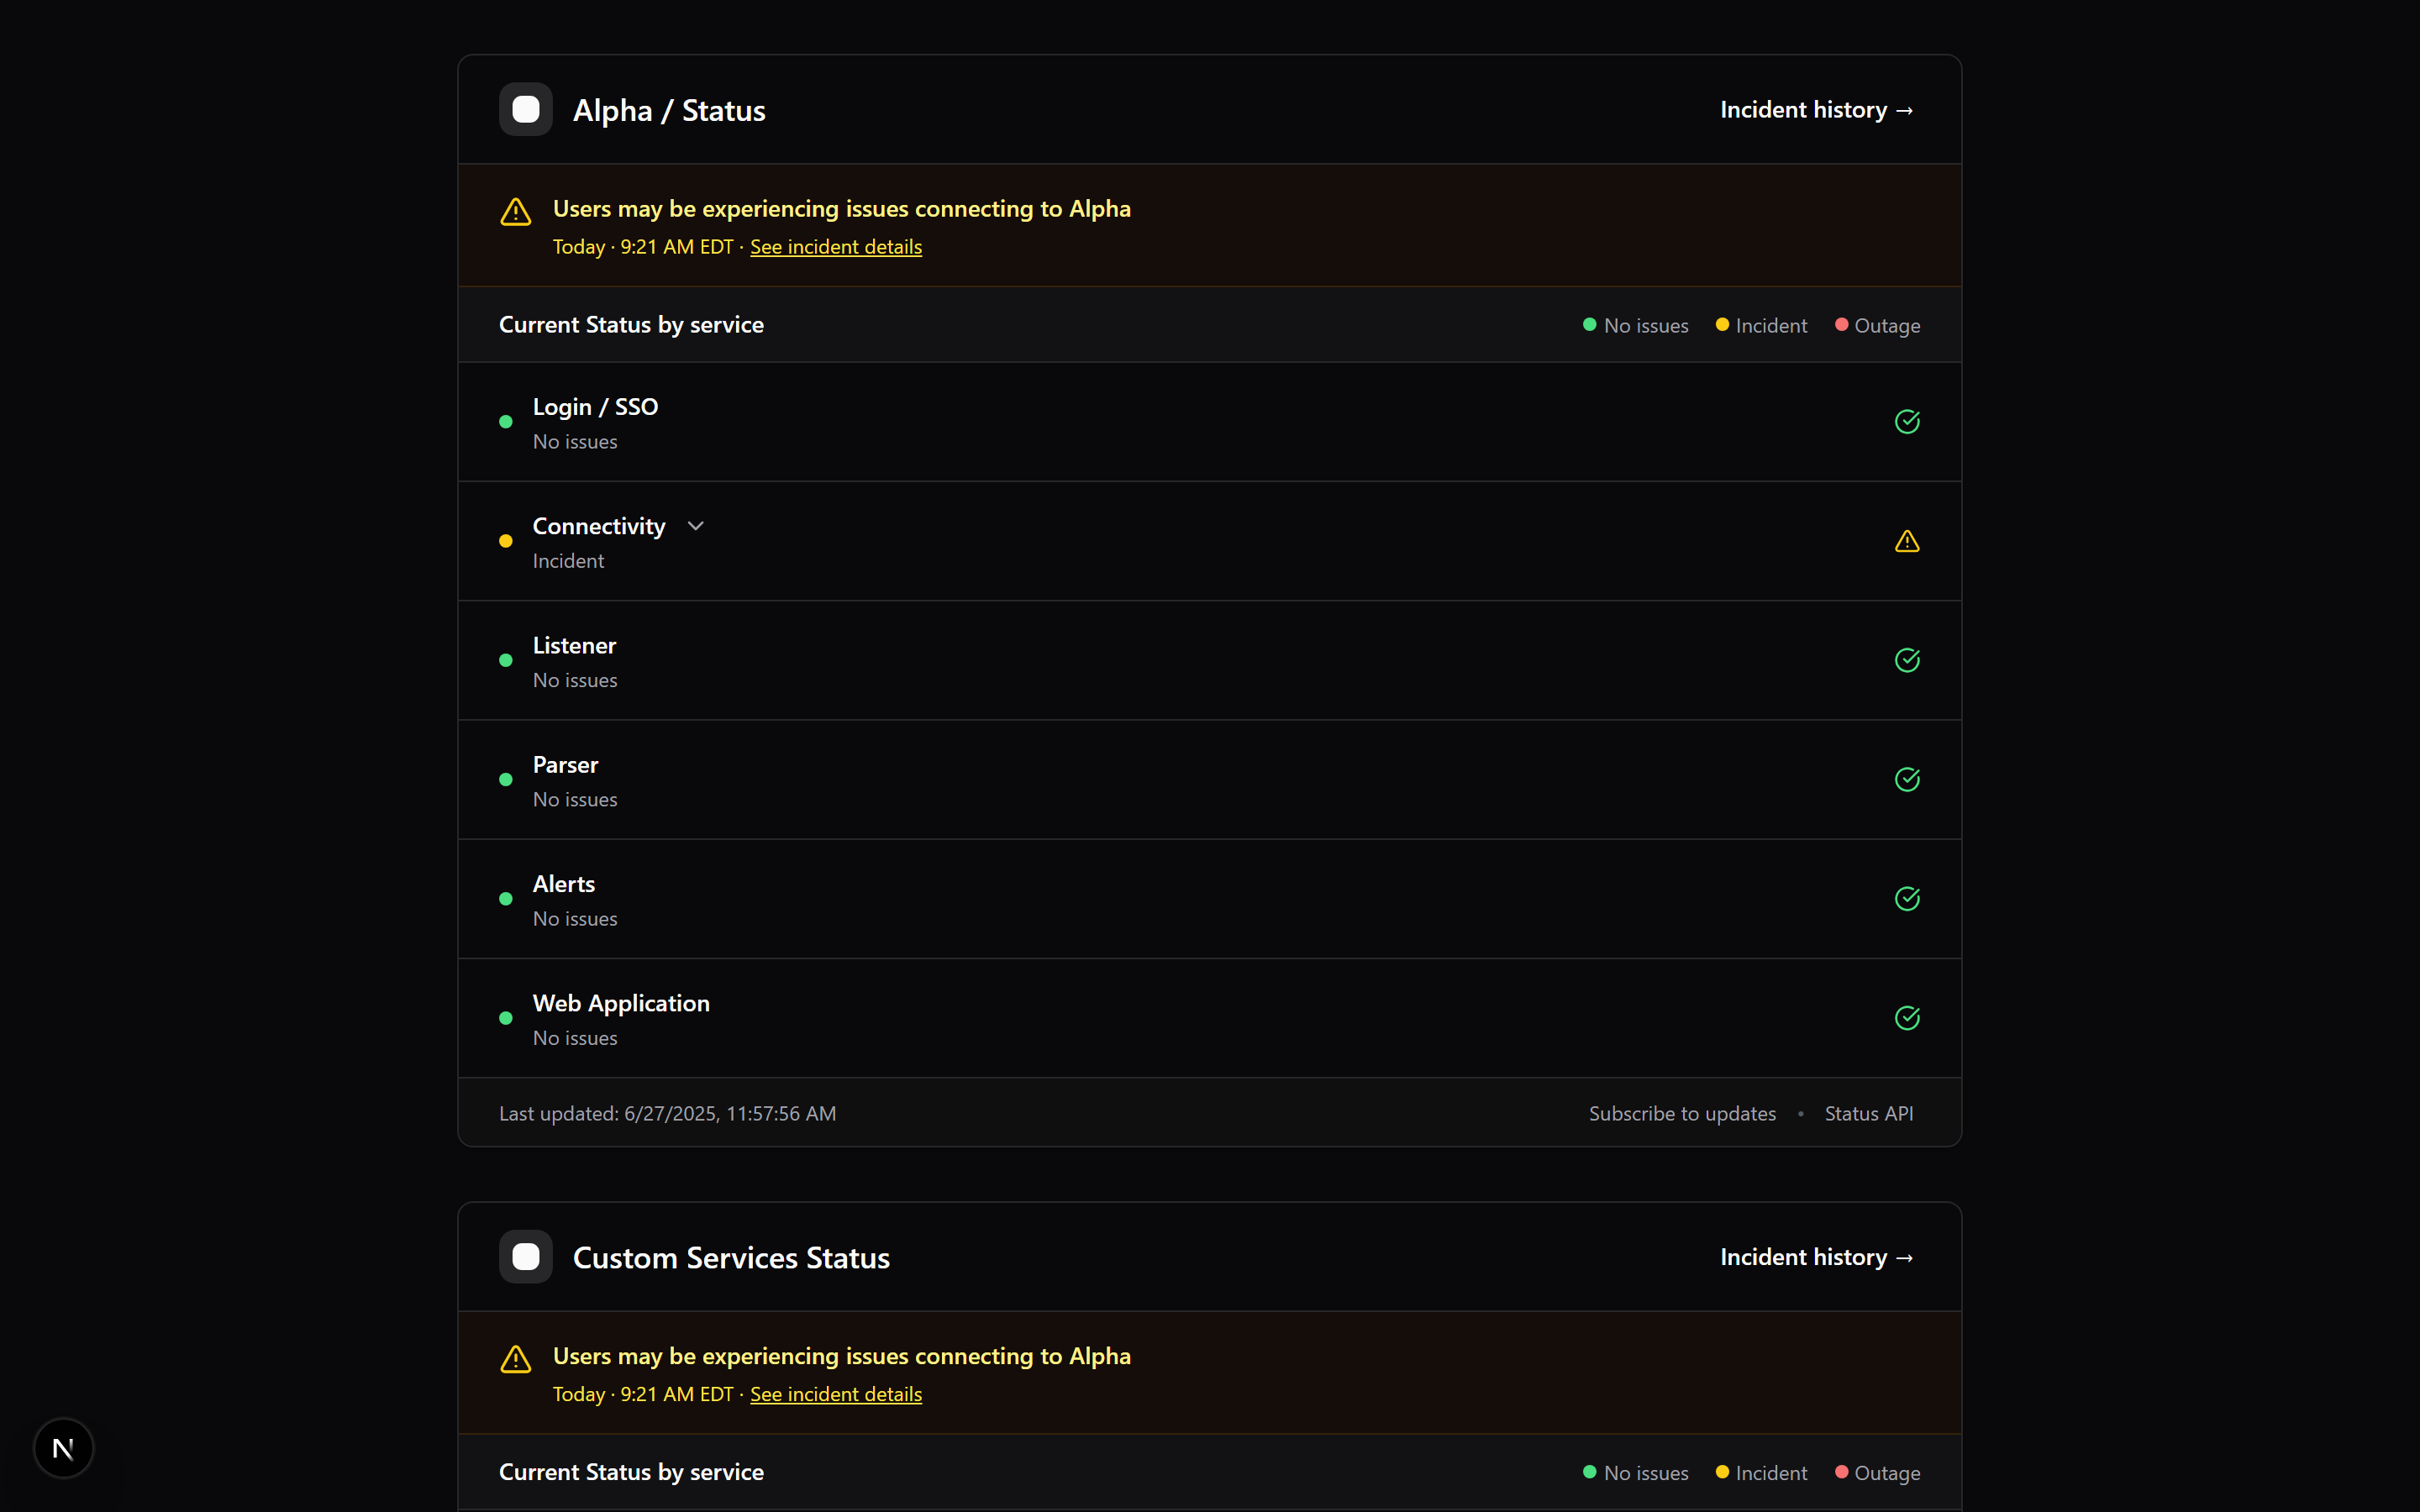 Alpha / Status
Incident history →
Users may be experiencing issues connecting to Alpha
Today · 9:21 AM EDT · See incident details
Current Status by service
No issues
Incident
Outage
Login / SSO
No issues
Connectivity
Incident
Listener
No issues
Parser
No issues
Alerts
No issues
Web Application
No issues
Last updated: 6/27/2025, 11:57:56 AM
Subscribe to updates • Status API
Custom Services Status
Incident history →
Users may be experiencing issues connecting to Alpha
Today · 9:21 AM EDT · See incident details
Current Status by service
No issues
Incident
Outage
N